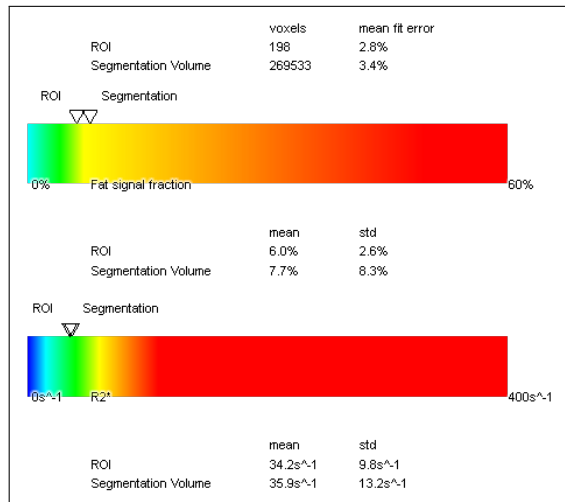 voxels mean fit error
ROI 198 2.8%
Segmentation Volume 269533 3.4%
ROI Segmentation
0% Fat signal fraction 60%
mean std
ROI 6.0% 2.6%
Segmentation Volume 7.7% 8.3%
ROI Segmentation
0s^-1 R2* 400s^-1
mean std
ROI 34.2s^-1 9.8s^-1
Segmentation Volume 35.9s^-1 13.2s^-1